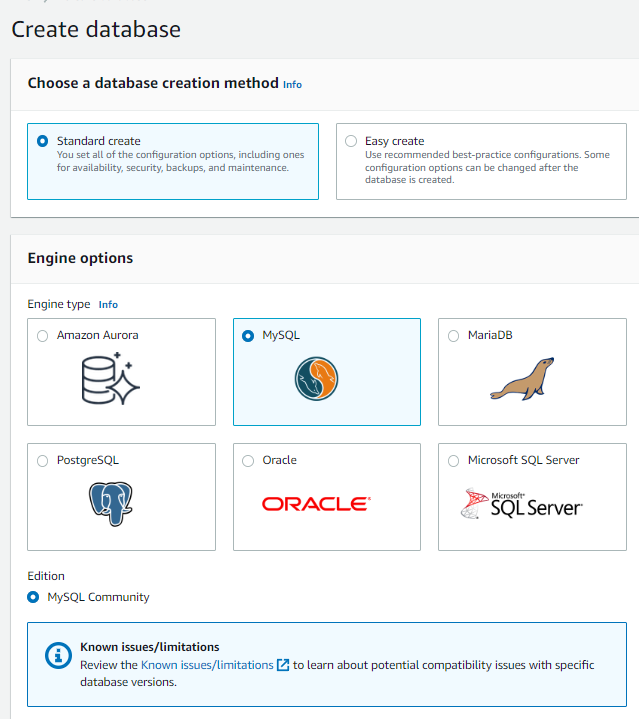 Create database
Choose a database creation method Info
Standard create
You set all of the configuration options, including ones
for availability, security, backups, and maintenance.
Easy create
Use recommended best-practice configurations. Some
configuration options can be changed after the
database is created.
Engine options
Engine type Info
Amazon Aurora
MySQL
MariaDB
PostgreSQL
Oracle
ORACLE
Microsoft SQL Server
Microsoft
SQL Server
Edition
MySQL Community
Known issues/limitations
Review the Known issues/limitations to learn about potential compatibility issues with specific
database versions.